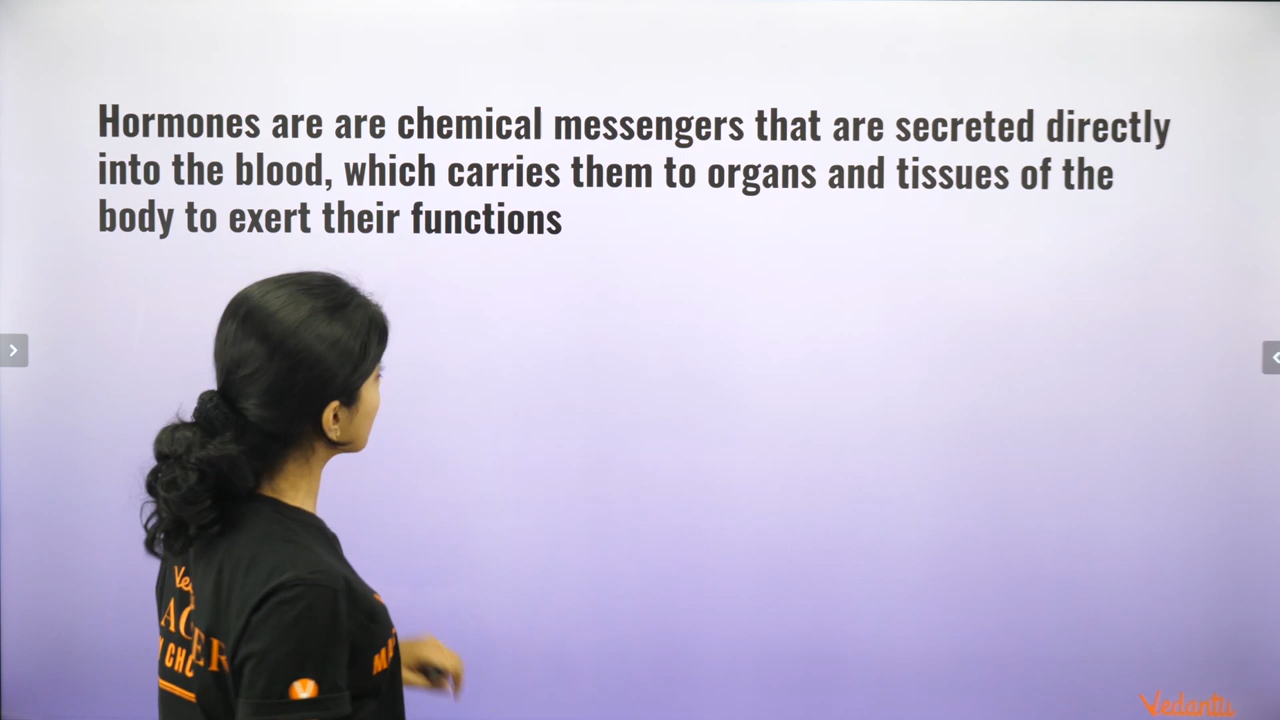 Hormones are are chemical messengers that are secreted directly
into the blood, which carries them to organs and tissues of the
body to exert their functions
Vedantu